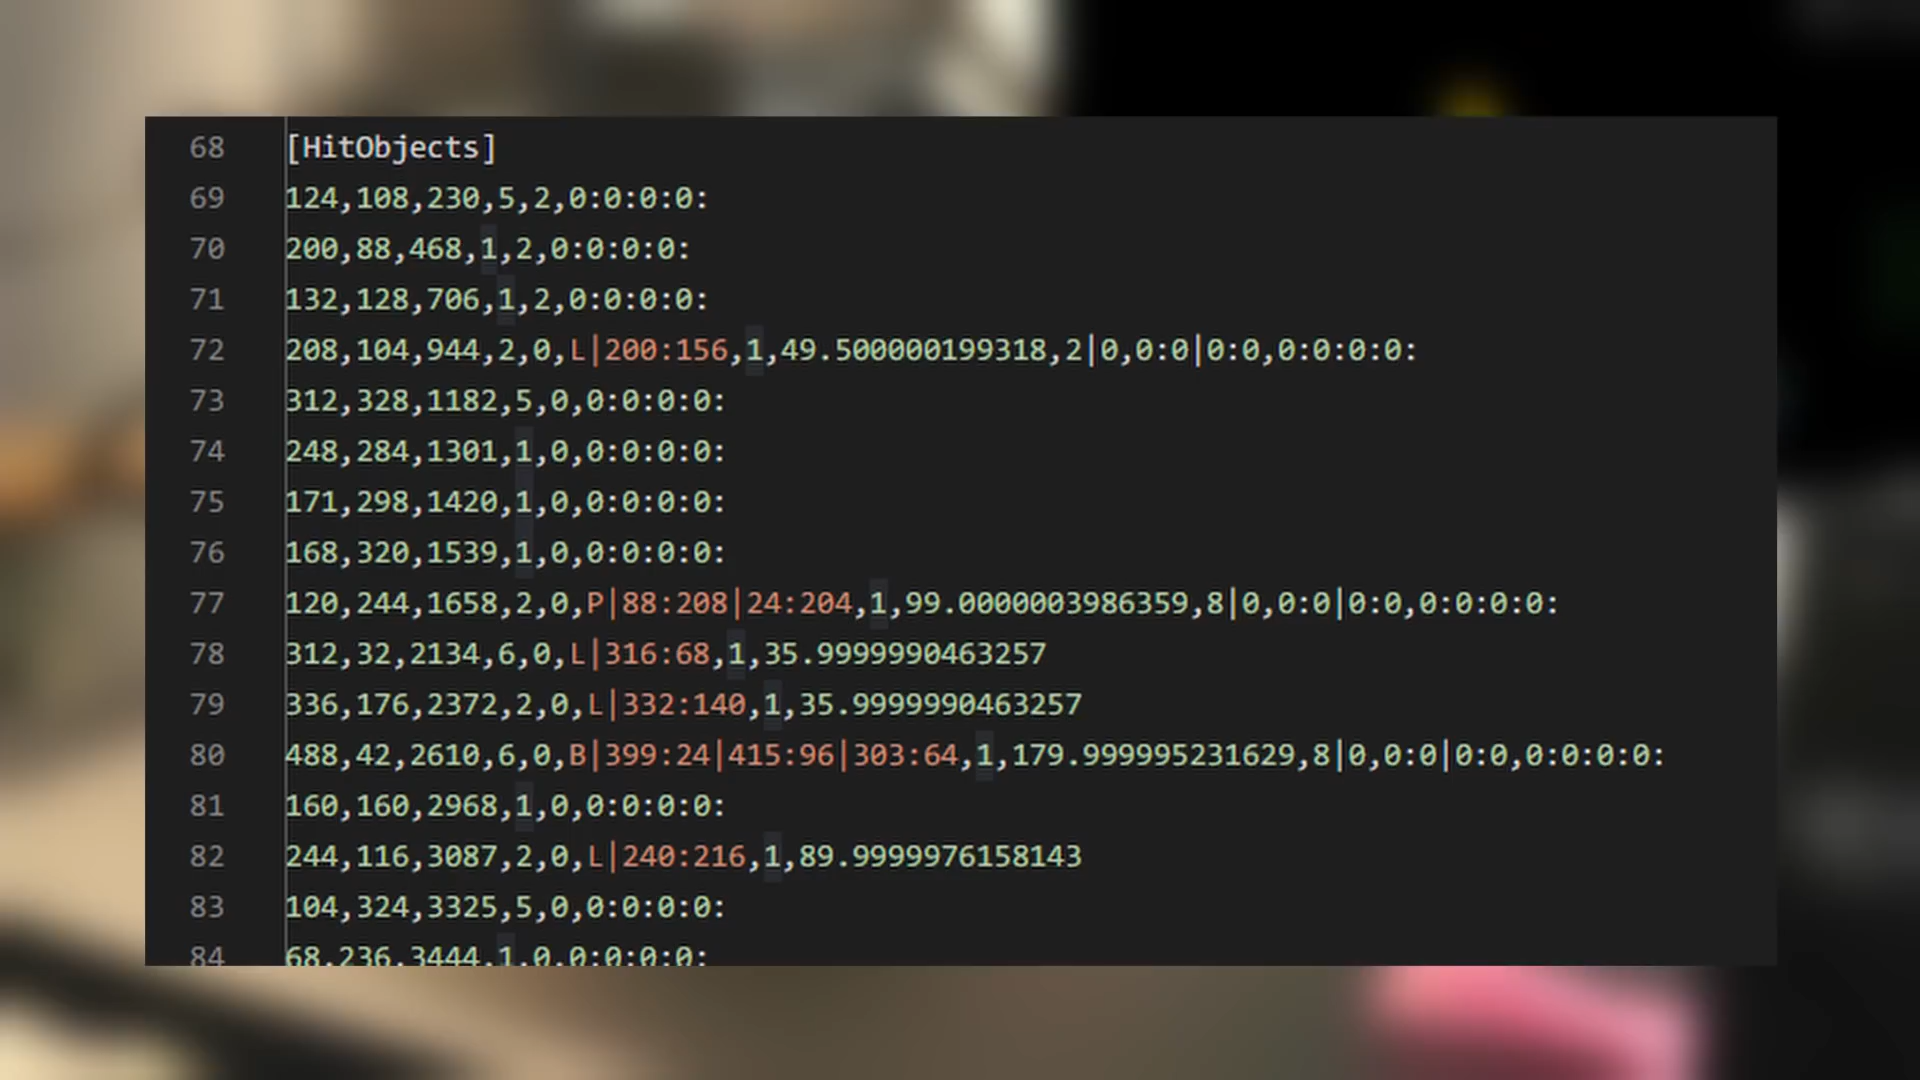 68 [HitObjects]
69 124,108,230,5,2,0:0:0:0:
70 200,88,468,1,2,0:0:0:0:
71 132,128,706,1,2,0:0:0:0:
72 208,104,944,2,0,L|200:156,1,49.500000199318,2|0,0:0|0:0,0:0:0:0:
73 312,328,1182,5,0,0:0:0:0:
74 248,284,1301,1,0,0:0:0:0:
75 171,298,1420,1,0,0:0:0:0:
76 168,320,1539,1,0,0:0:0:0:
77 120,244,1658,2,0,P|88:208|24:204,1,99.0000003986359,8|0,0:0|0:0,0:0:0:0:
78 312,32,2134,6,0,L|316:68,1,35.9999990463257
79 336,176,2372,2,0,L|332:140,1,35.9999990463257
80 488,42,2610,6,0,B|399:24|415:96|303:64,1,179.999995231629,8|0,0:0|0:0,0:0:0:0:
81 160,160,2968,1,0,0:0:0:0:
82 244,116,3087,2,0,L|240:216,1,89.9999976158143
83 104,324,3325,5,0,0:0:0:0:
84 68,236,3444,1,0,0:0:0:0: